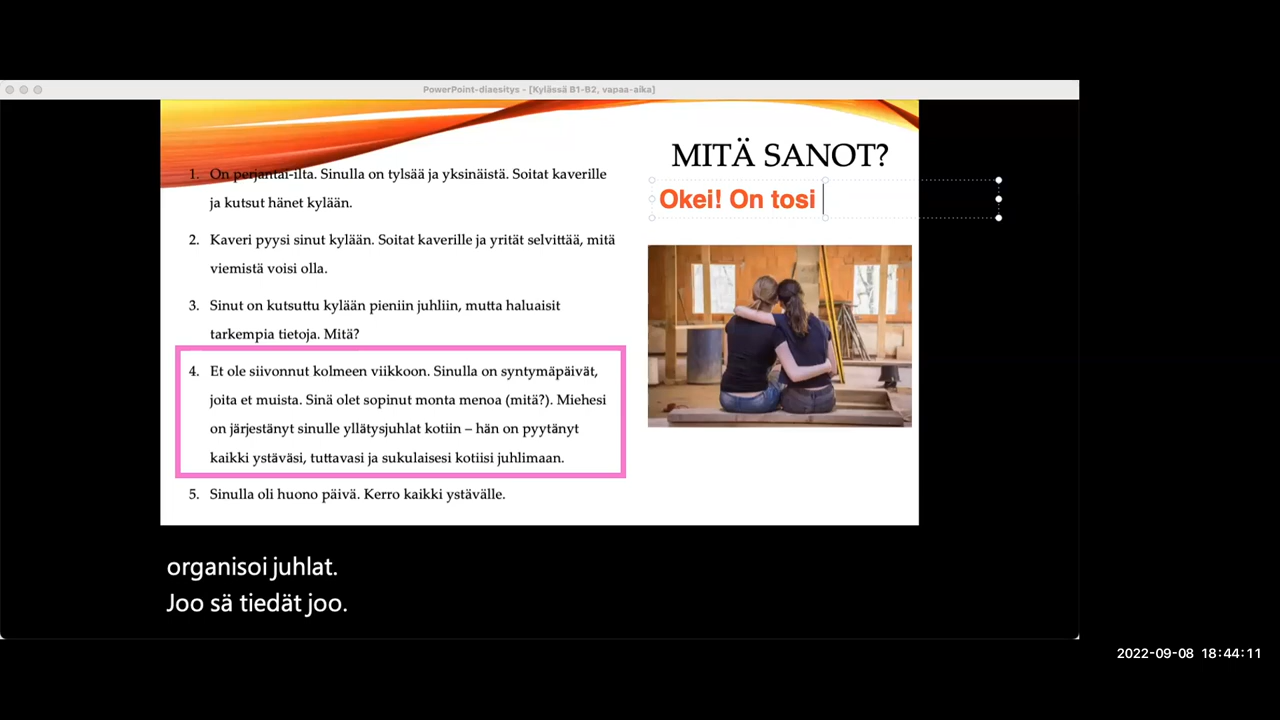 PowerPoint-diaesitys - [Kylässä B1-B2, vapaa-aika]
MITÄ SANOT?
Okei! On tosi
1. On perjantai-ilta. Sinulla on tylsää ja yksinäistä. Soitat kaverille
ja kutsut hänet kylään.
2. Kaveri pyysi sinut kylään. Soitat kaverille ja yrität selvittää, mitä
viemistä voisi olla.
3. Sinut on kutsuttu kylään pieniin juhliin, mutta haluaisit
tarkempia tietoja. Mitä?
4. Et ole siivonnut kolmeen viikkoon. Sinulla on syntymäpäivät,
joita et muista. Sinä olet sopinut monta menoa (mitä?). Miehesi
on järjestänyt sinulle yllätysjuhlat kotiin – hän on pyytänyt
kaikki ystäväsi, tuttavasi ja sukulaisesi kotiisi juhlimaan.
5. Sinulla oli huono päivä. Kerro kaikki ystävälle.
organisoi juhlat.
Joo sä tiedät joo.
2022-09-08 18:44:11